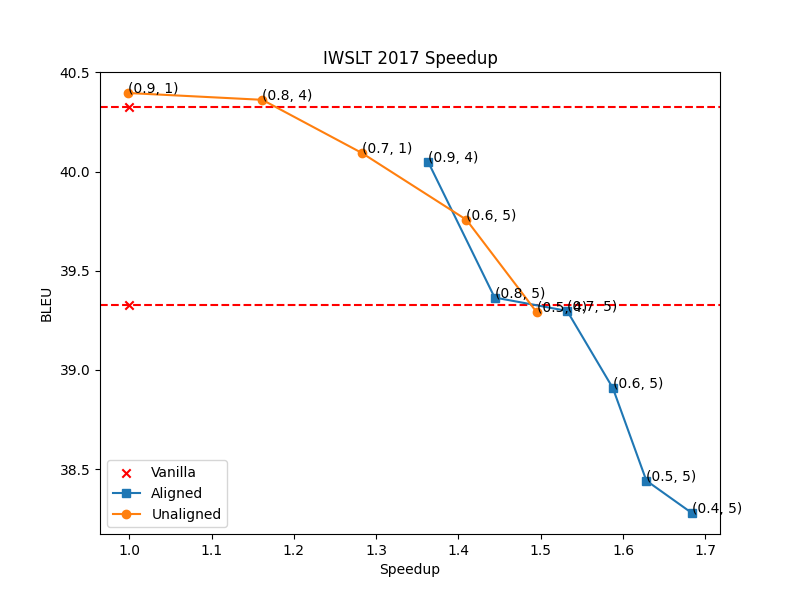 IWSLT 2017 Speedup
40.5
(0.9, 1)
(0.8, 4)
(0.7, 1)
(0.9, 4)
40.0
(0.6, 5)
39.5
(0.8, 5)
(0.5, 4)
(0.7, 5)
BLEU
39.0
(0.6, 5)
38.5
(0.5, 5)
(0.4, 5)
Vanilla
Aligned
Unaligned
1.0 1.1 1.2 1.3 1.4 1.5 1.6 1.7
Speedup